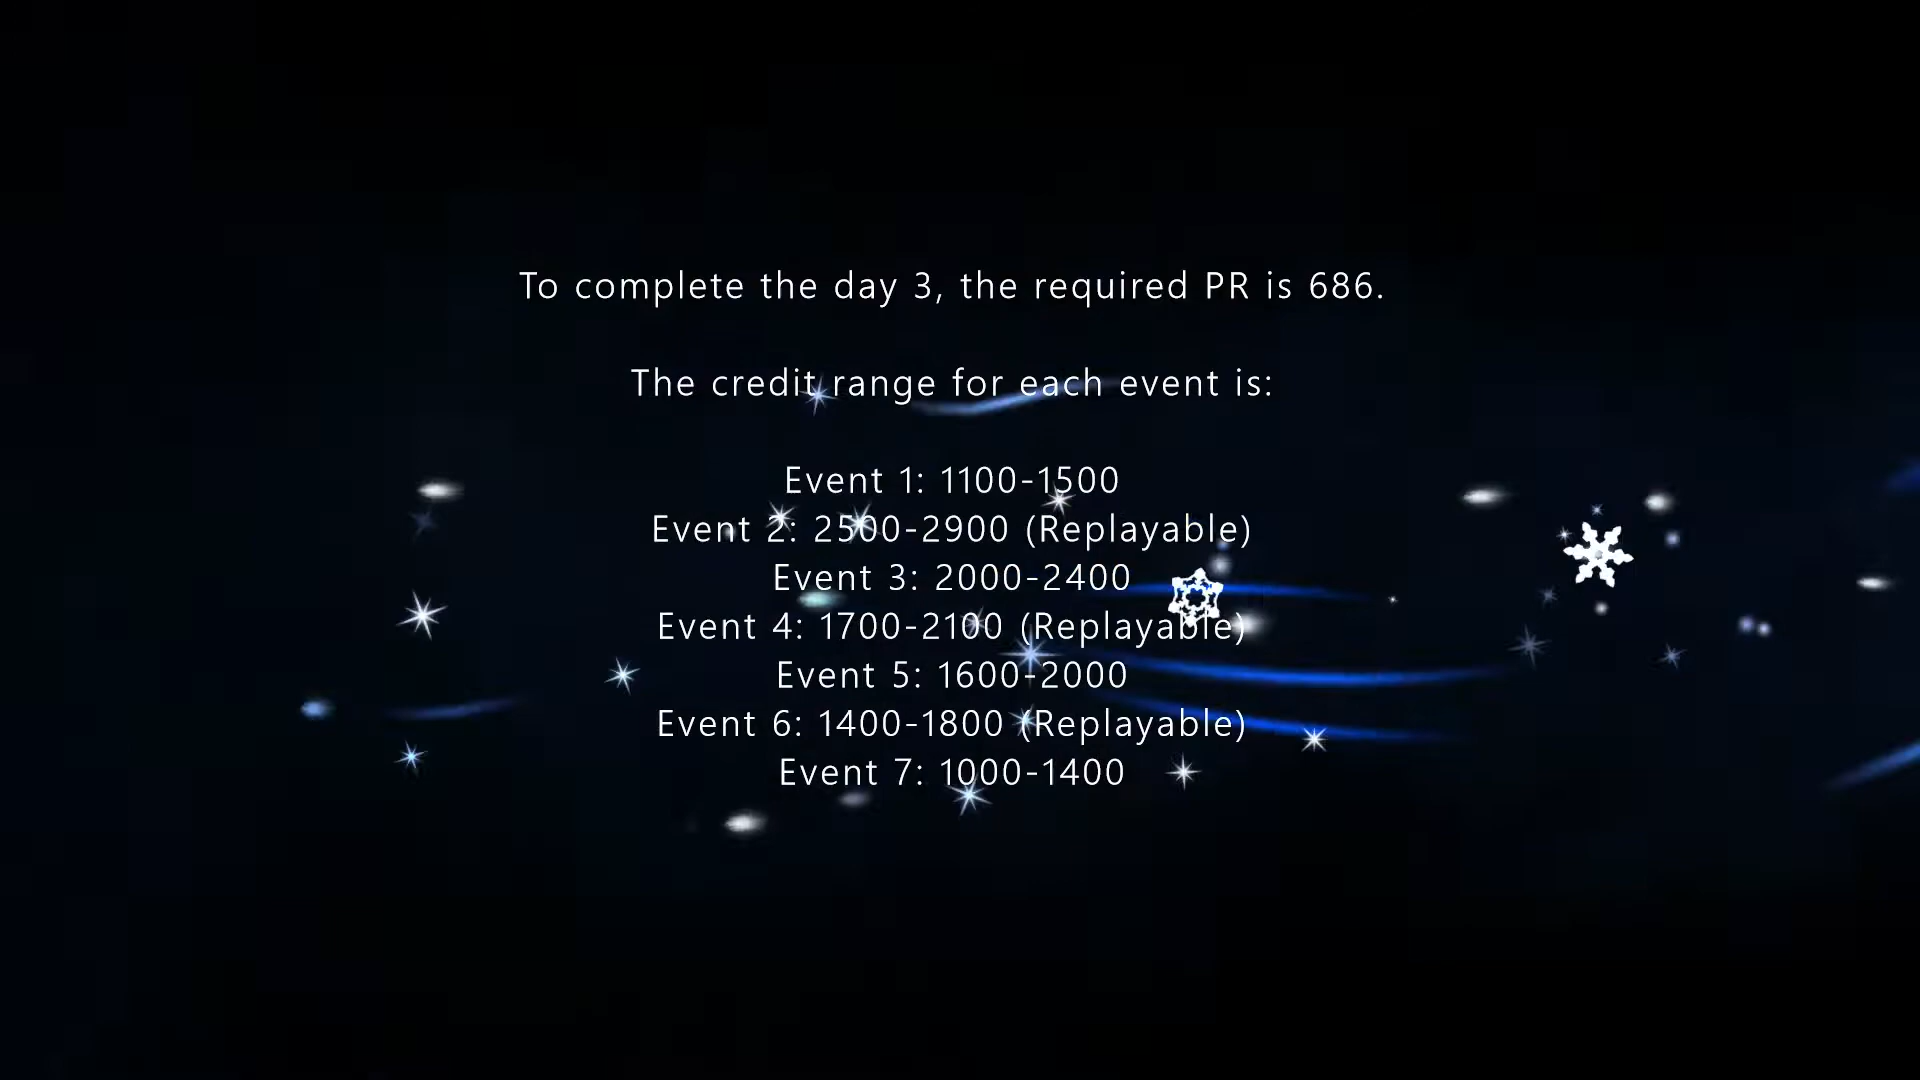 To complete the day 3, the required PR is 686.
The credit range for each event is:
Event 1: 1100-1500
Event 2: 2500-2900 (Replayable)
Event 3: 2000-2400
Event 4: 1700-2100 (Replayable)
Event 5: 1600-2000
Event 6: 1400-1800 (Replayable)
Event 7: 1000-1400